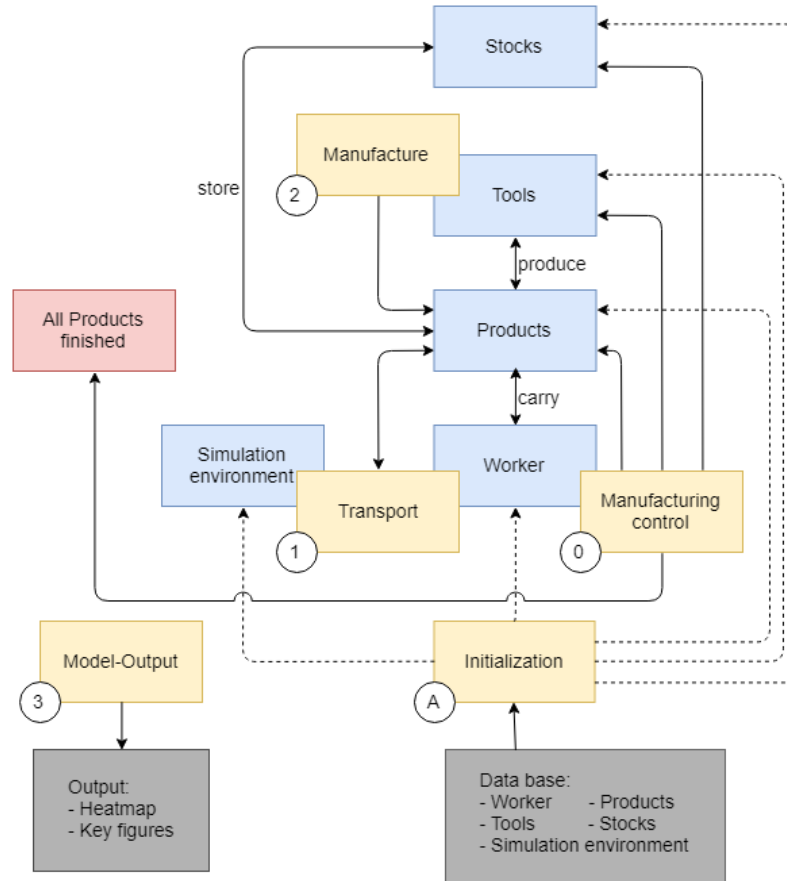 Stocks
Manufacture
2
Tools
store
produce
All Products
finished
Products
carry
Simulation
environment
Worker
Transport
1
Manufacturing
control
0
Model-Output
3
Initialization
A
Output:
- Heatmap
- Key figures
Data base:
- Worker - Products
- Tools - Stocks
- Simulation environment